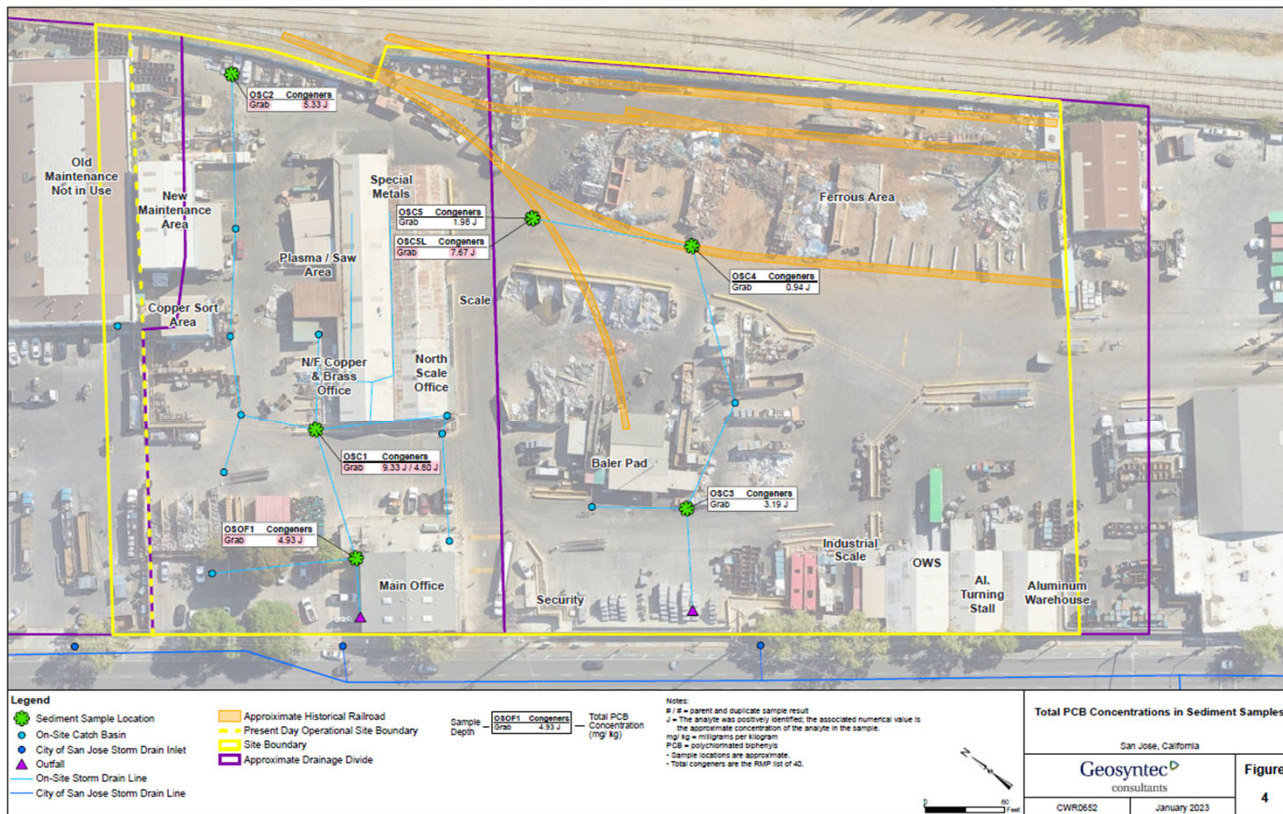 OSC2 Congeners
Grab 5.33 J
Old
Maintenance
Not in Use
New
Maintenance
Area
Special
Metals
Ferrous Area
OSC5 Congeners
Grab 1.98 J
OSC5L Congeners
Grab 7.67 J
Plasma / Saw
Area
OSC4 Congeners
Grab 0.94 J
Scale
Copper Sort
Area
N/F Copper
& Brass
Office
North
Scale
Office
OSC1 Congeners
Grab 9.33 J / 4.80 J
Baler Pad
OSC3 Congeners
Grab 3.19 J
OSOF1 Congeners
Grab 4.93 J
Industrial
Scale
OWS
Main Office
Security
Al.
Turning
Stall
Aluminum
Warehouse
Legend
Sediment Sample Location
On-Site Catch Basin
City of San Jose Storm Drain Inlet
Outfall
On-Site Storm Drain Line
City of San Jose Storm Drain Line
Approximate Historical Railroad
Present Day Operational Site Boundary
Site Boundary
Approximate Drainage Divide
Sample
Depth
OSOF1 Congeners
Grab 4.93 J
Total PCB
Concentration
(mg/ kg)
Notes:
# / # = parent and duplicate sample result
J = The analyte was positively identified; the associated numerical value is
the approximate concentration of the analyte in the sample.
mg/ kg = milligrams per kilogram
PCB = polychlorinated biphenyls
- Sample locations are approximate.
- Total congeners are the RMP list of 40.
N
0 60
Feet
Total PCB Concentrations in Sediment Samples
San Jose, California
Geosyntec
consultants
CWR0652
January 2023
Figure
4